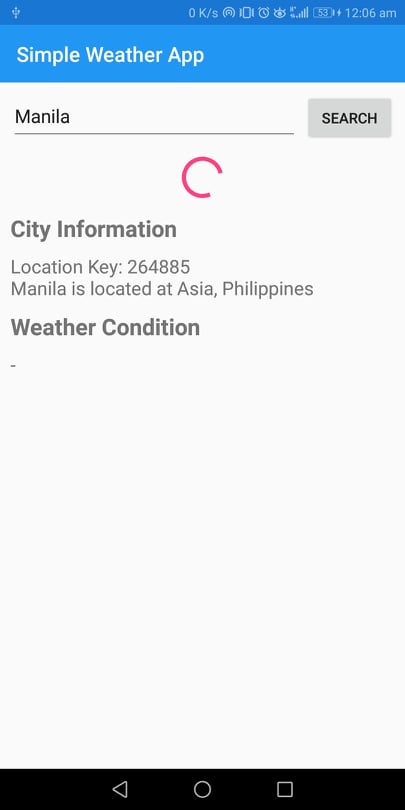 0 K/s 53 12:06 am
Simple Weather App
Manila
SEARCH
City Information
Location Key: 264885
Manila is located at Asia, Philippines
Weather Condition
-